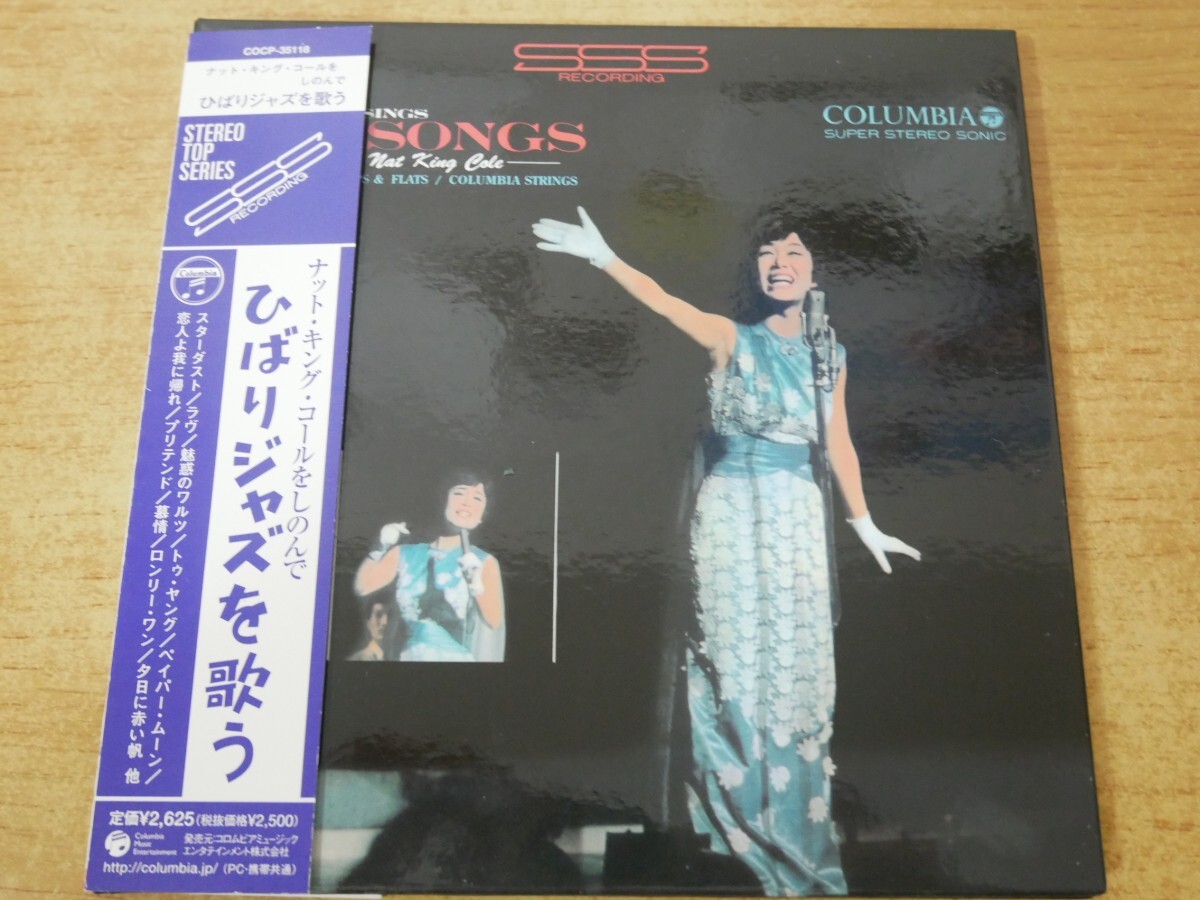 COCP-35118
ナット・キング・コールを
しのんで
ひばりジャズを歌う
STEREO
TOP
SERIES
SSS
RECORDING
Columbia
ナット・キング・コールをしのんで
ひばりジャズを歌う
スターダスト/ラヴ/魅惑のワルツ/トゥ・ヤング/ペイパー・ムーン/
恋人よ我に帰れ/プリテンド/慕情/ロンリー・ワン/夕日に赤い帆 他
定価¥2,625(税抜価格¥2,500)
Columbia
Music
Entertainment
発売元:コロムビアミュージック
エンタテインメント株式会社
http://columbia.jp/ (PC・携帯共通)
SSS
RECORDING
SINGS
SONGS
Nat King Cole
S & FLATS / COLUMBIA STRINGS
COLUMBIA
SUPER STEREO SONIC